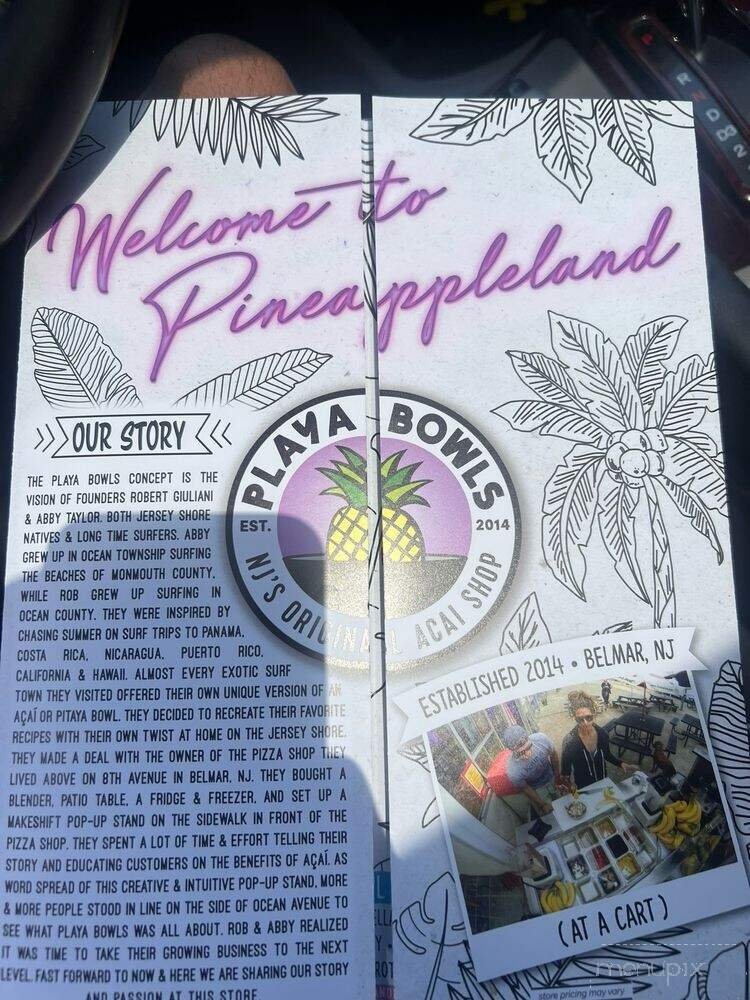 Welcome to
Pineappleland
OUR STORY
THE PLAYA BOWLS CONCEPT IS THE
VISION OF FOUNDERS ROBERT GIULIANI
& ABBY TAYLOR. BOTH JERSEY SHORE
NATIVES & LONG TIME SURFERS. ABBY
GREW UP IN OCEAN TOWNSHIP SURFING
THE BEACHES OF MONMOUTH COUNTY,
WHILE ROB GREW UP SURFING IN
OCEAN COUNTY. THEY WERE INSPIRED BY
CHASING SUMMER ON SURF TRIPS TO PANAMA,
COSTA RICA, NICARAGUA, PUERTO RICO,
CALIFORNIA & HAWAII. ALMOST EVERY EXOTIC SURF
TOWN THEY VISITED OFFERED THEIR OWN UNIQUE VERSION OF AN
AÇAÍ OR PITAYA BOWL. THEY DECIDED TO RECREATE THEIR FAVORITE
RECIPES WITH THEIR OWN TWIST AT HOME ON THE JERSEY SHORE.
THEY MADE A DEAL WITH THE OWNER OF THE PIZZA SHOP THEY
LIVED ABOVE ON 8TH AVENUE IN BELMAR, NJ. THEY BOUGHT A
BLENDER, PATIO TABLE, A FRIDGE & FREEZER, AND SET UP A
MAKESHIFT POP-UP STAND ON THE SIDEWALK IN FRONT OF THE
PIZZA SHOP. THEY SPENT A LOT OF TIME & EFFORT TELLING THEIR
STORY AND EDUCATING CUSTOMERS ON THE BENEFITS OF AÇAÍ. AS
WORD SPREAD OF THIS CREATIVE & INTUITIVE POP-UP STAND, MORE
& MORE PEOPLE STOOD IN LINE ON THE SIDE OF OCEAN AVENUE TO
SEE WHAT PLAYA BOWLS WAS ALL ABOUT. ROB & ABBY REALIZED
IT WAS TIME TO TAKE THEIR GROWING BUSINESS TO THE NEXT
LEVEL. FAST FORWARD TO NOW & HERE WE ARE SHARING OUR STORY
AND PASSION AT THIS STORE
PLAYA BOWLS
EST. 2014
NJ'S ORIGINAL ACAI SHOP
ESTABLISHED 2014 • BELMAR, NJ
(AT A CART)
store pricing may vary
menupix
R
N
D